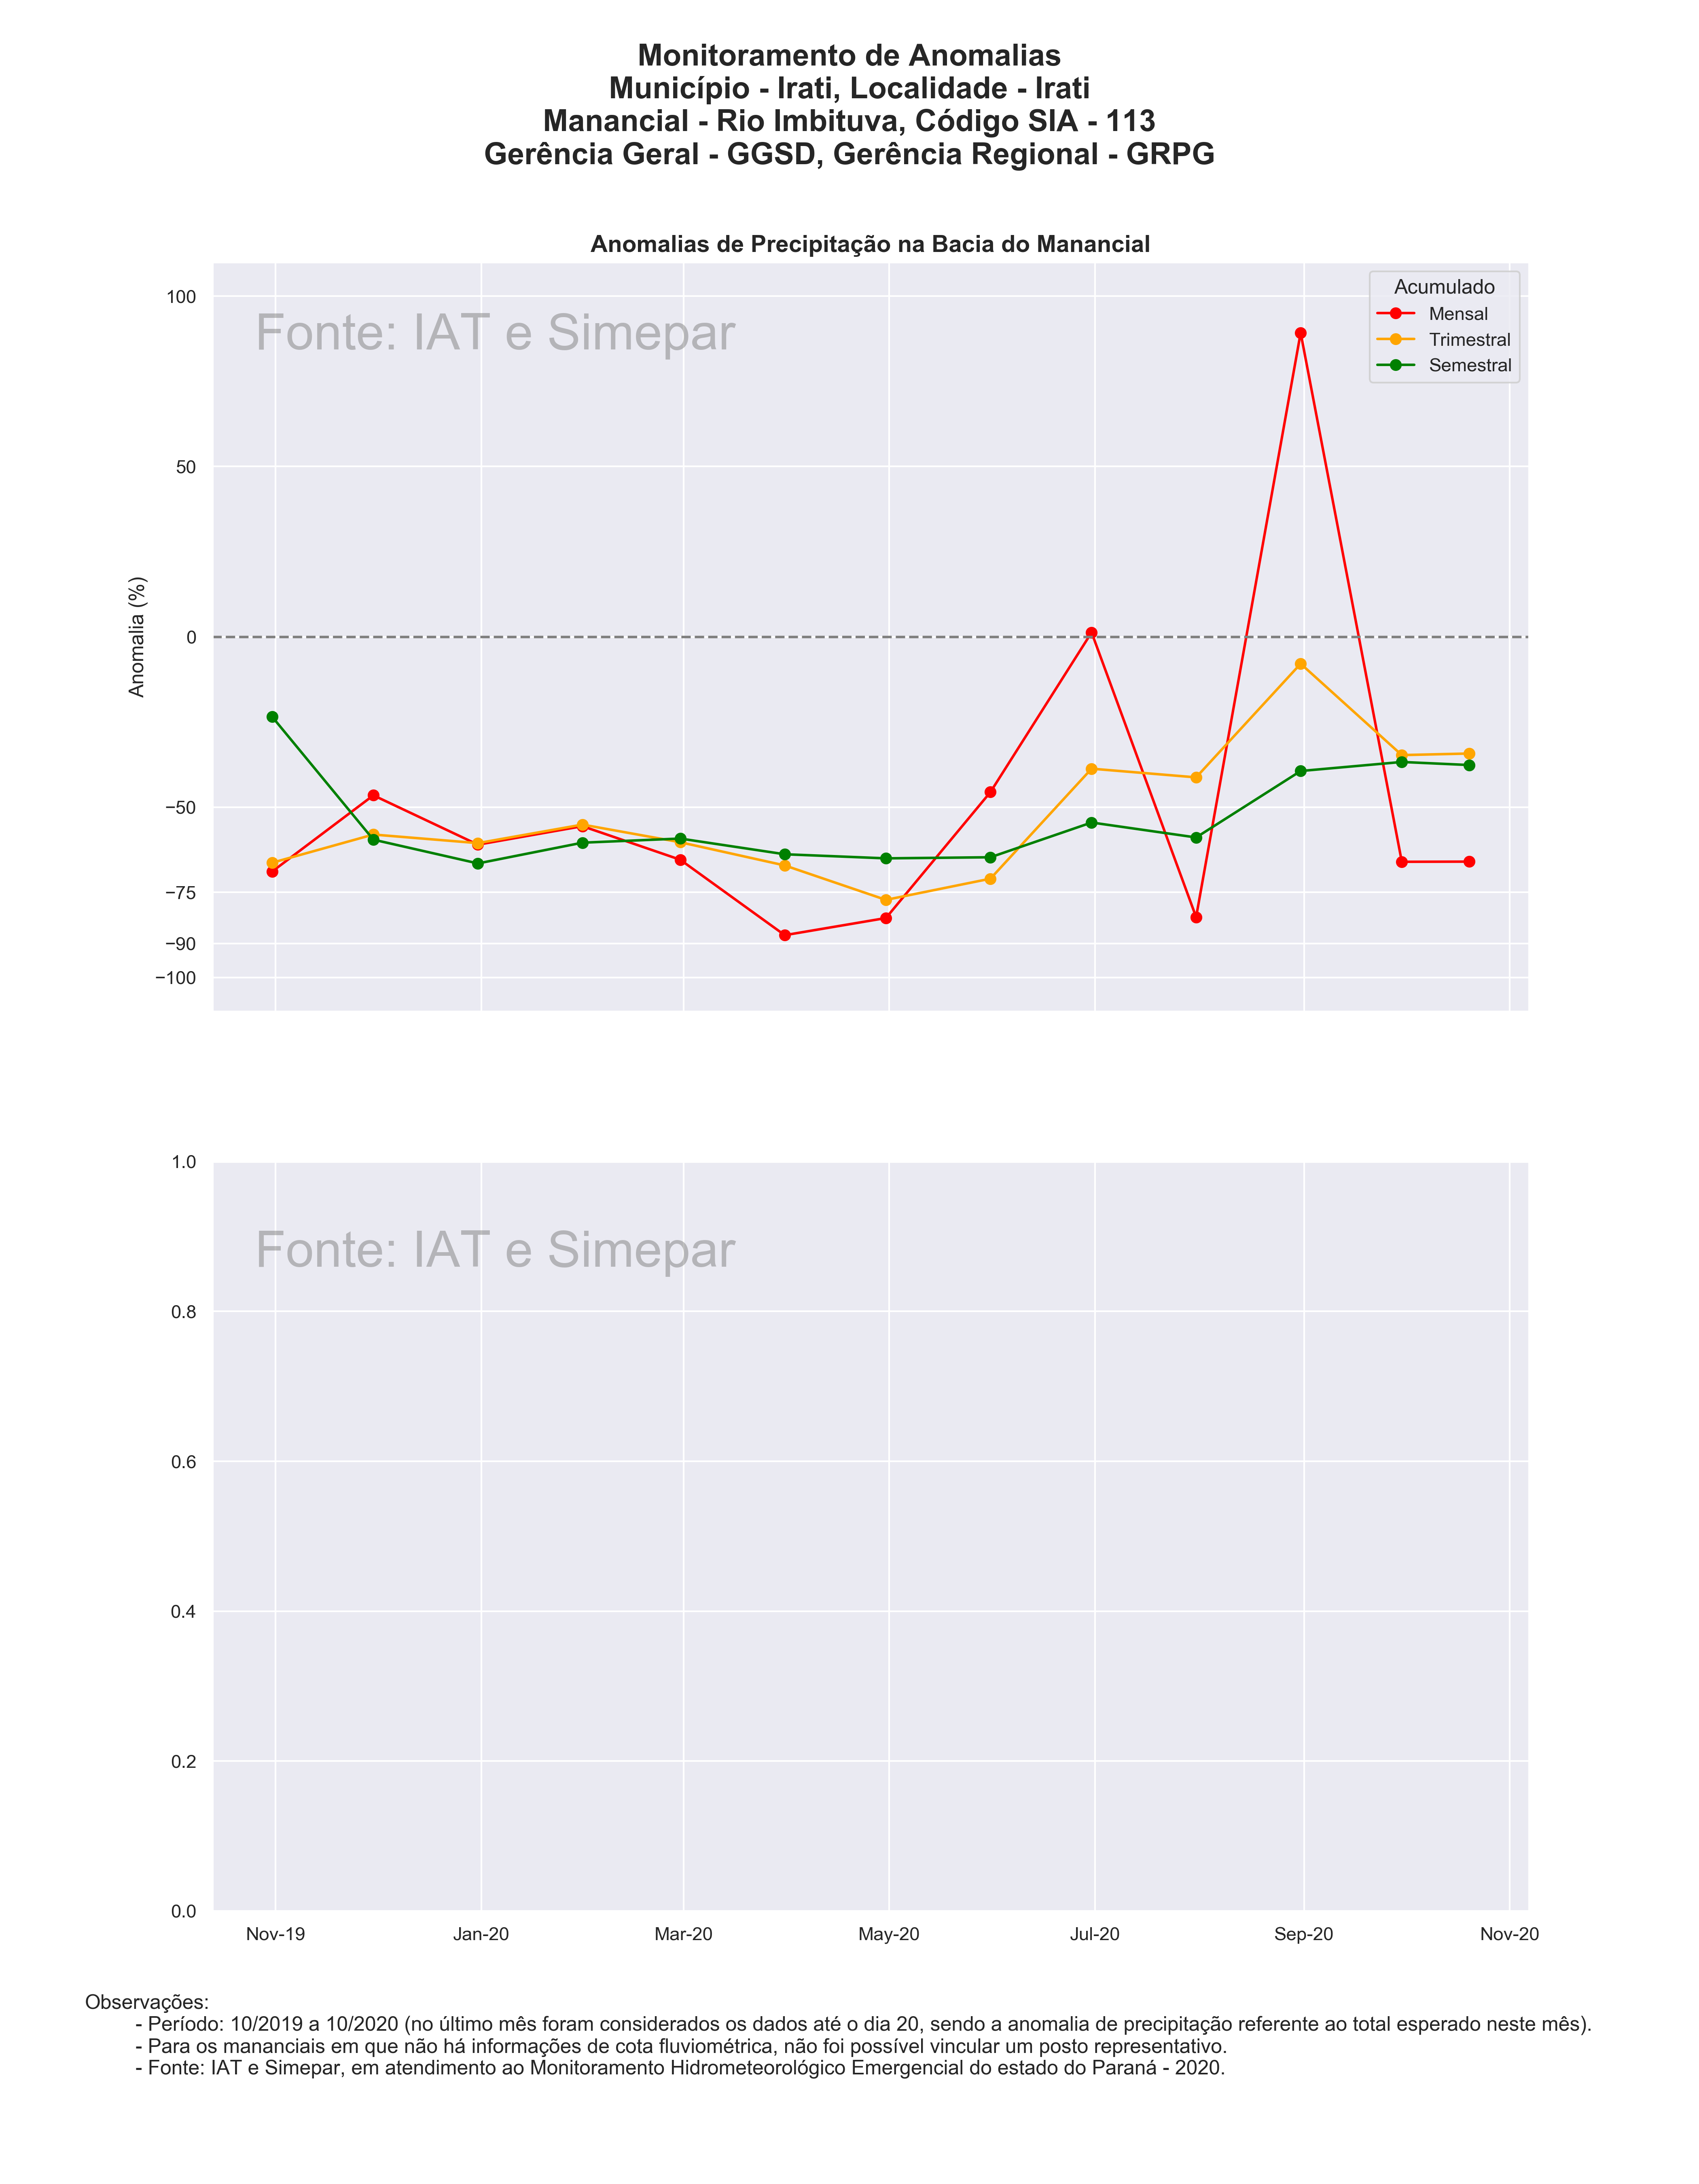 Monitoramento de Anomalias
Município - Irati, Localidade - Irati
Manancial - Rio Imbituva, Código SIA - 113
Gerência Geral - GGSD, Gerência Regional - GRPG
Anomalias de Precipitação na Bacia do Manancial
Fonte: IAT e Simepar
Acumulado
Mensal
Trimestral
Semestral
Anomalia (%)
100
50
0
−50
−75
−90
−100
Fonte: IAT e Simepar
1.0
0.8
0.6
0.4
0.2
0.0
Nov-19 Jan-20 Mar-20 May-20 Jul-20 Sep-20 Nov-20
Observações:
- Período: 10/2019 a 10/2020 (no último mês foram considerados os dados até o dia 20, sendo a anomalia de precipitação referente ao total esperado neste mês).
- Para os mananciais em que não há informações de cota fluviométrica, não foi possível vincular um posto representativo.
- Fonte: IAT e Simepar, em atendimento ao Monitoramento Hidrometeorológico Emergencial do estado do Paraná - 2020.